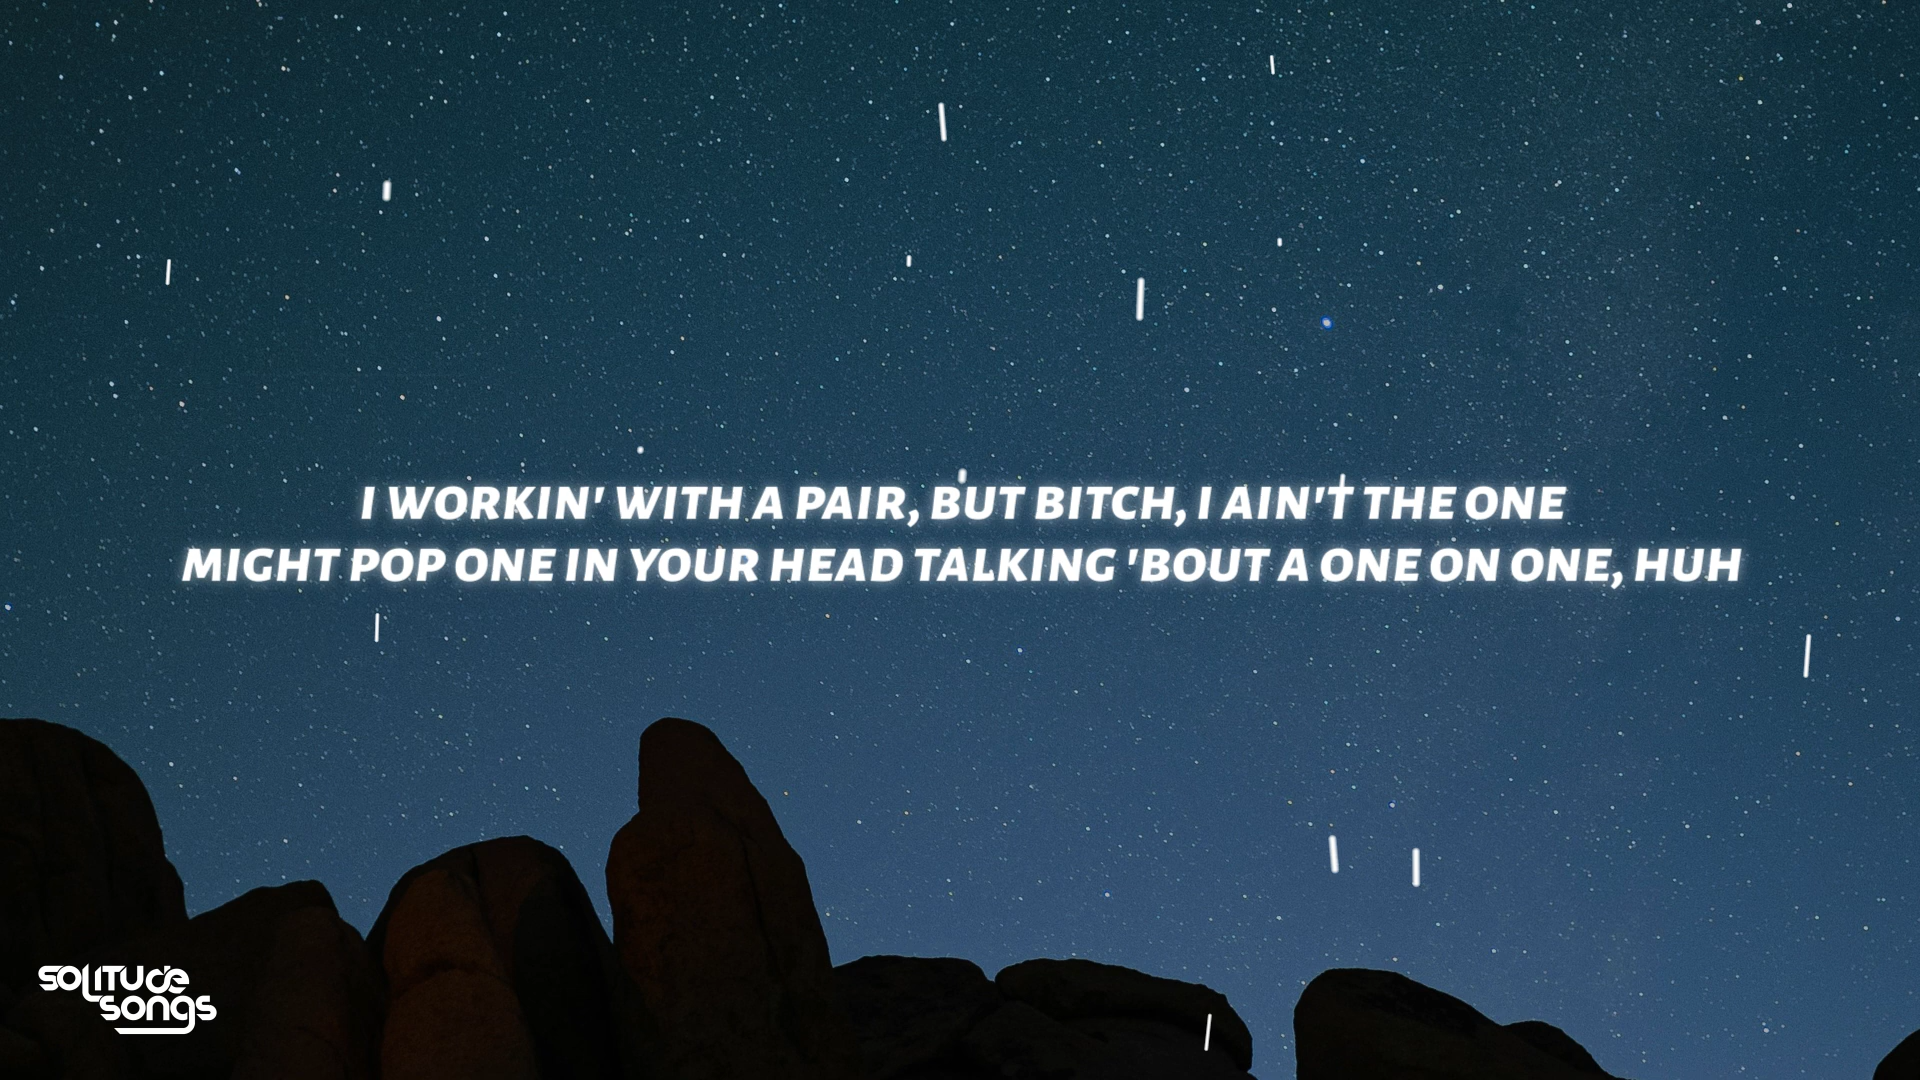 I WORKIN' WITH A PAIR, BUT BITCH, I AIN'T THE ONE
MIGHT POP ONE IN YOUR HEAD TALKING 'BOUT A ONE ON ONE, HUH
SOLITUDE
SONGS